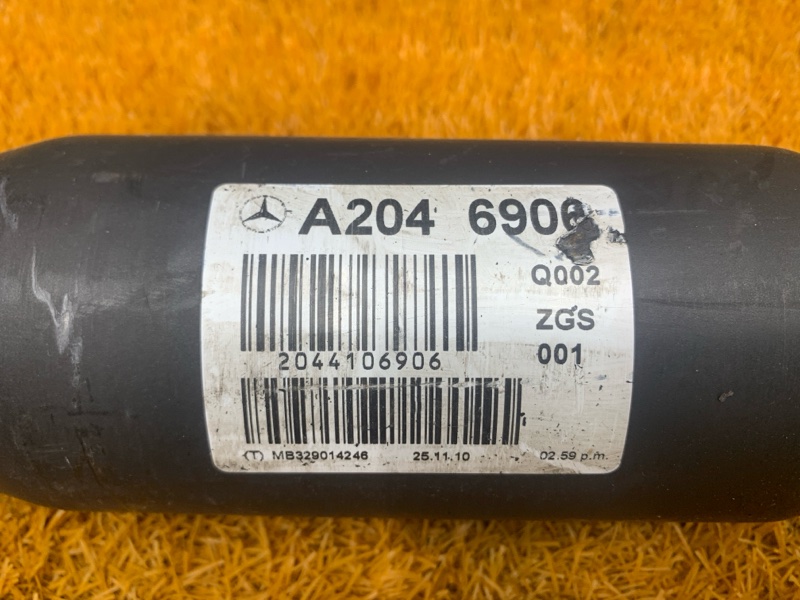 A204 6906
Q002
ZGS
001
2044106906
(T) MB329014246 25.11.10 02.59 p.m.